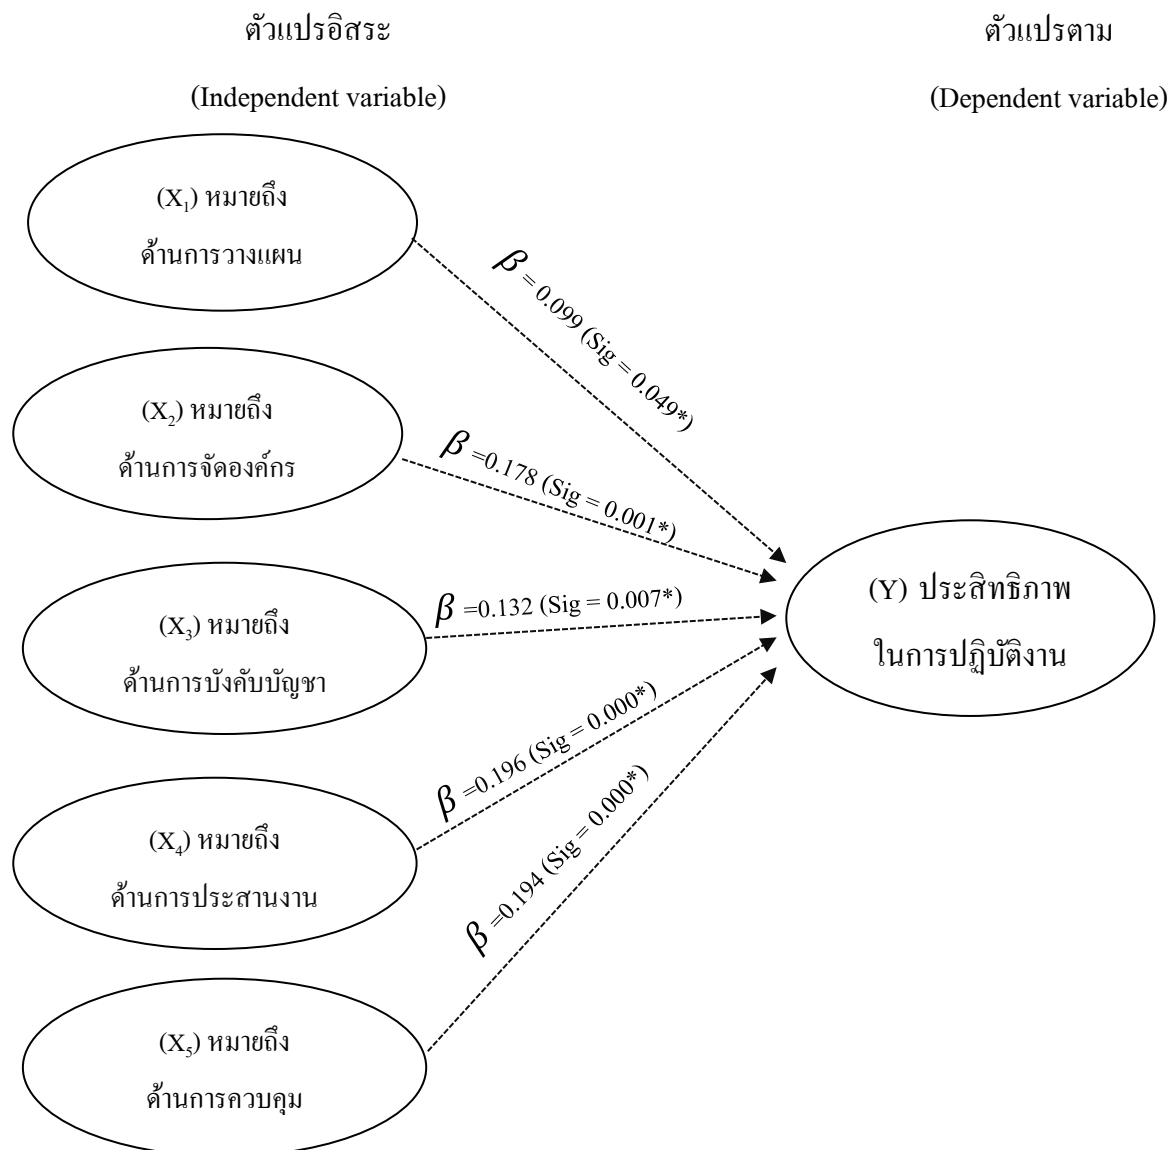 ตัวแปรอิสระ
ตัวแปรตาม
(Independent variable)
(Dependent variable)
(X₁) หมายถึง
ด้านการวางแผน
β = 0.099 (Sig = 0.049*)
(X₂) หมายถึง
ด้านการจัดองค์กร
β =0.178 (Sig = 0.001*)
(X₃) หมายถึง
ด้านการบังคับบัญชา
β =0.132 (Sig = 0.007*)
(Y) ประสิทธิภาพ
ในการปฏิบัติงาน
(X₄) หมายถึง
ด้านการประสานงาน
β =0.196 (Sig = 0.000*)
(X₅) หมายถึง
ด้านการควบคุม
β =0.194 (Sig = 0.000*)